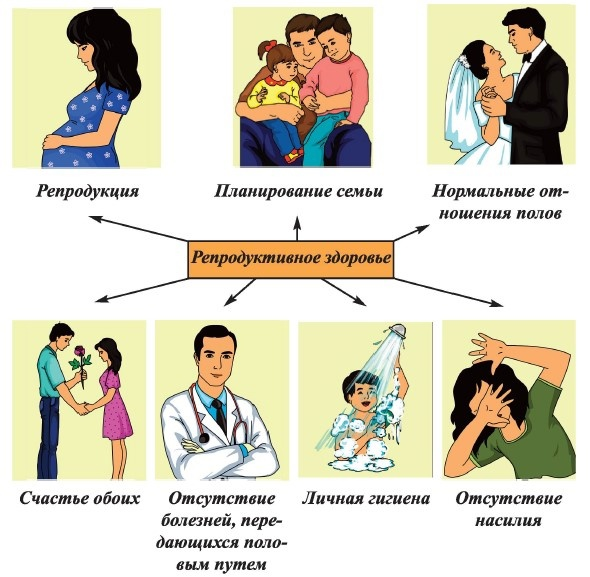 Репродукция
Планирование семьи
Нормальные от-
ношения полов
Репродуктивное здоровье
Счастье обоих
Отсутствие
болезней, пере-
дающихся поло-
вым путем
Личная гигиена
Отсутствие
насилия